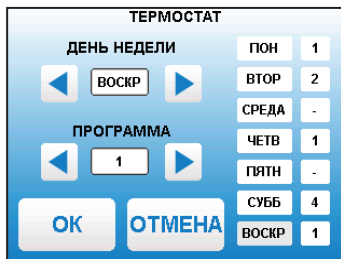 ТЕРМОСТАТ
ДЕНЬ НЕДЕЛИ
ВОСКР
ПРОГРАММА
1
ОК
ОТМЕНА
ПОН 1
ВТОР 2
СРЕДА -
ЧЕТВ 1
ПЯТН -
СУББ 4
ВОСКР 1